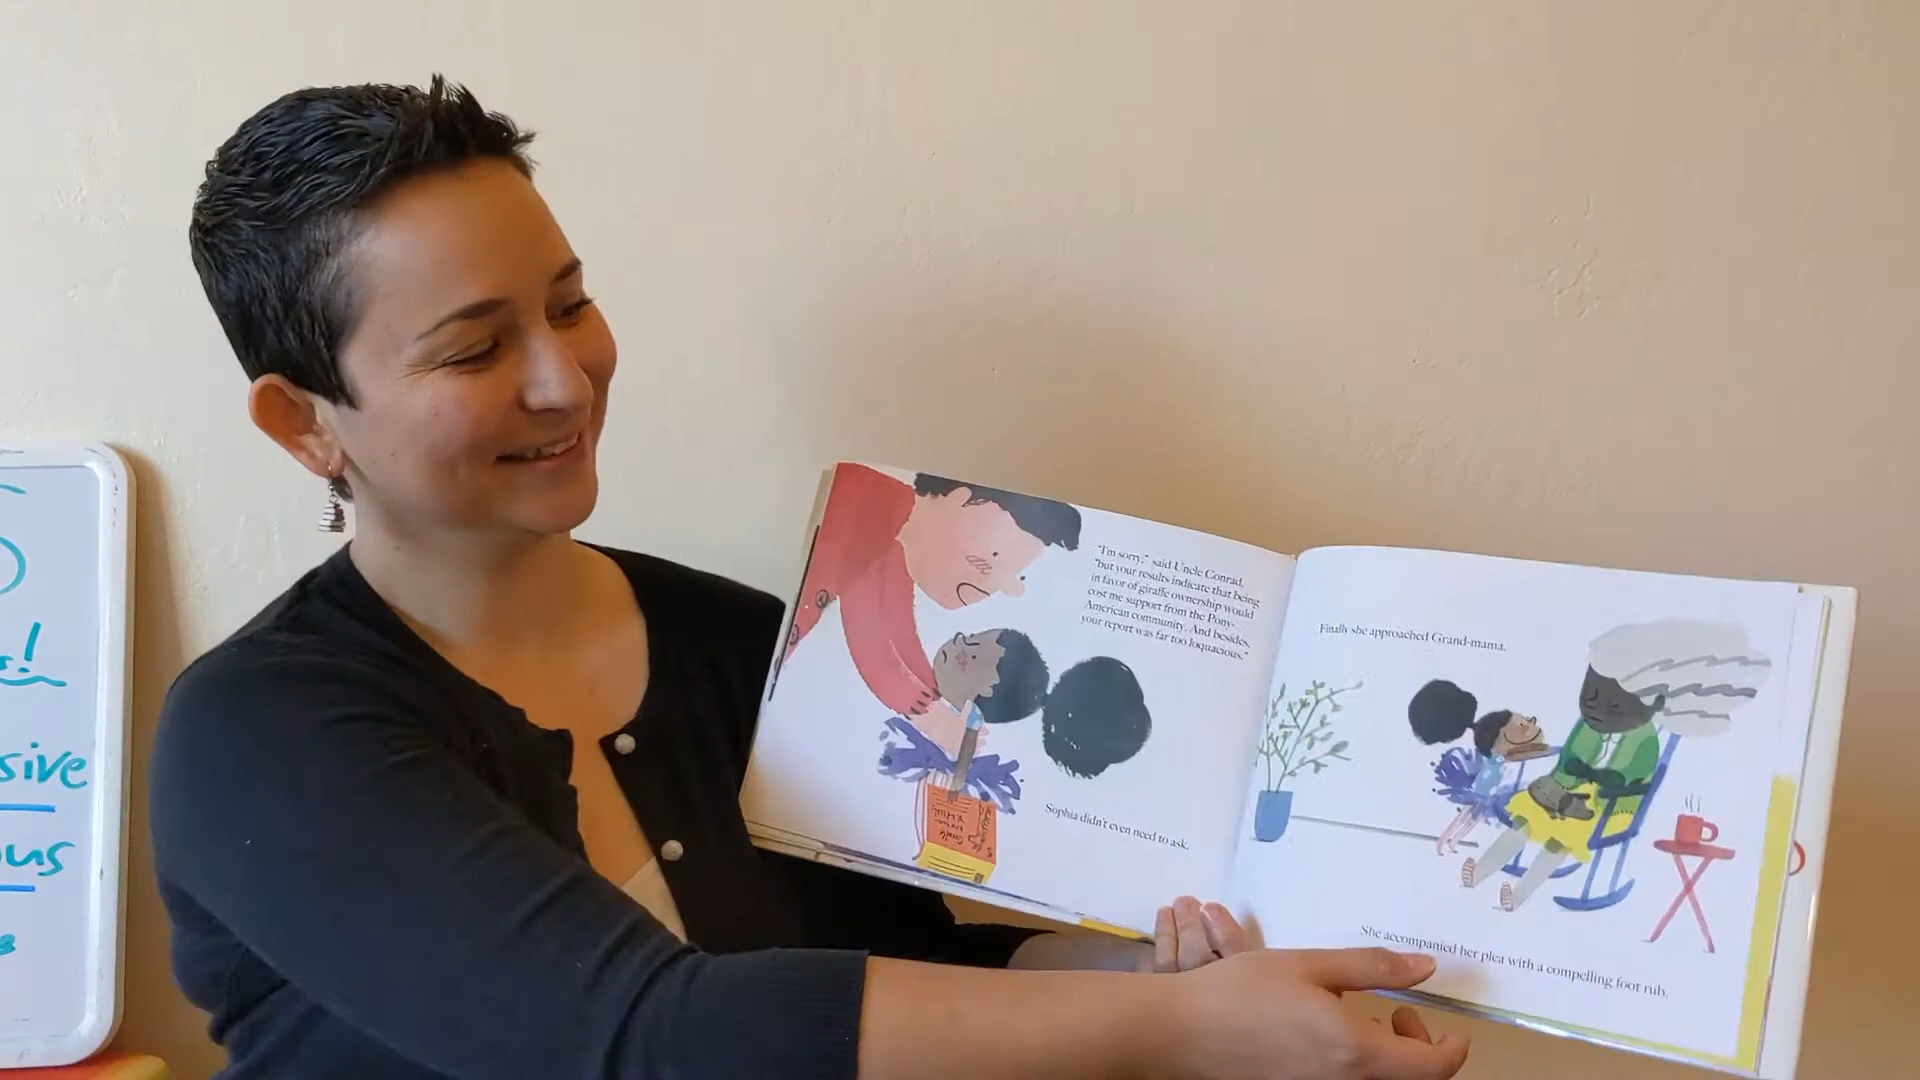 s!
sive
ous
"I'm sorry," said Uncle Conrad,
"but your results indicate that being
in favor of giraffe ownership would
cost me support from the Pony-
American community. And besides,
your report was far too loquacious."
Sophia didn't even need to ask.
Finally she approached Grand-mama.
She accompanied her plea with a compelling foot rub.